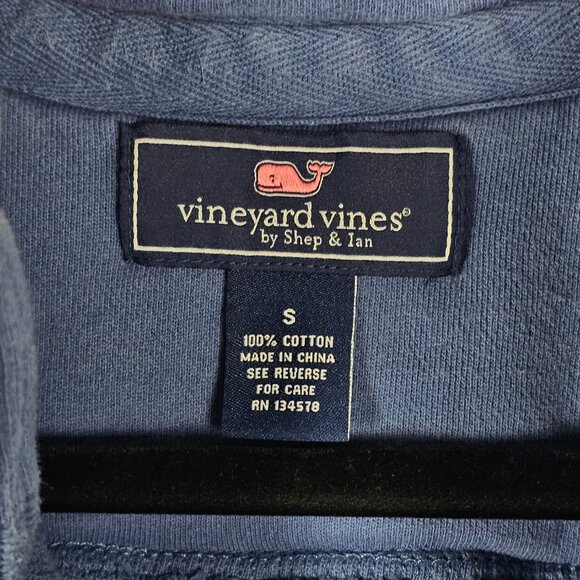 vineyard vines®
by Shep & Ian
S
100% COTTON
MADE IN CHINA
SEE REVERSE
FOR CARE
RN 134578